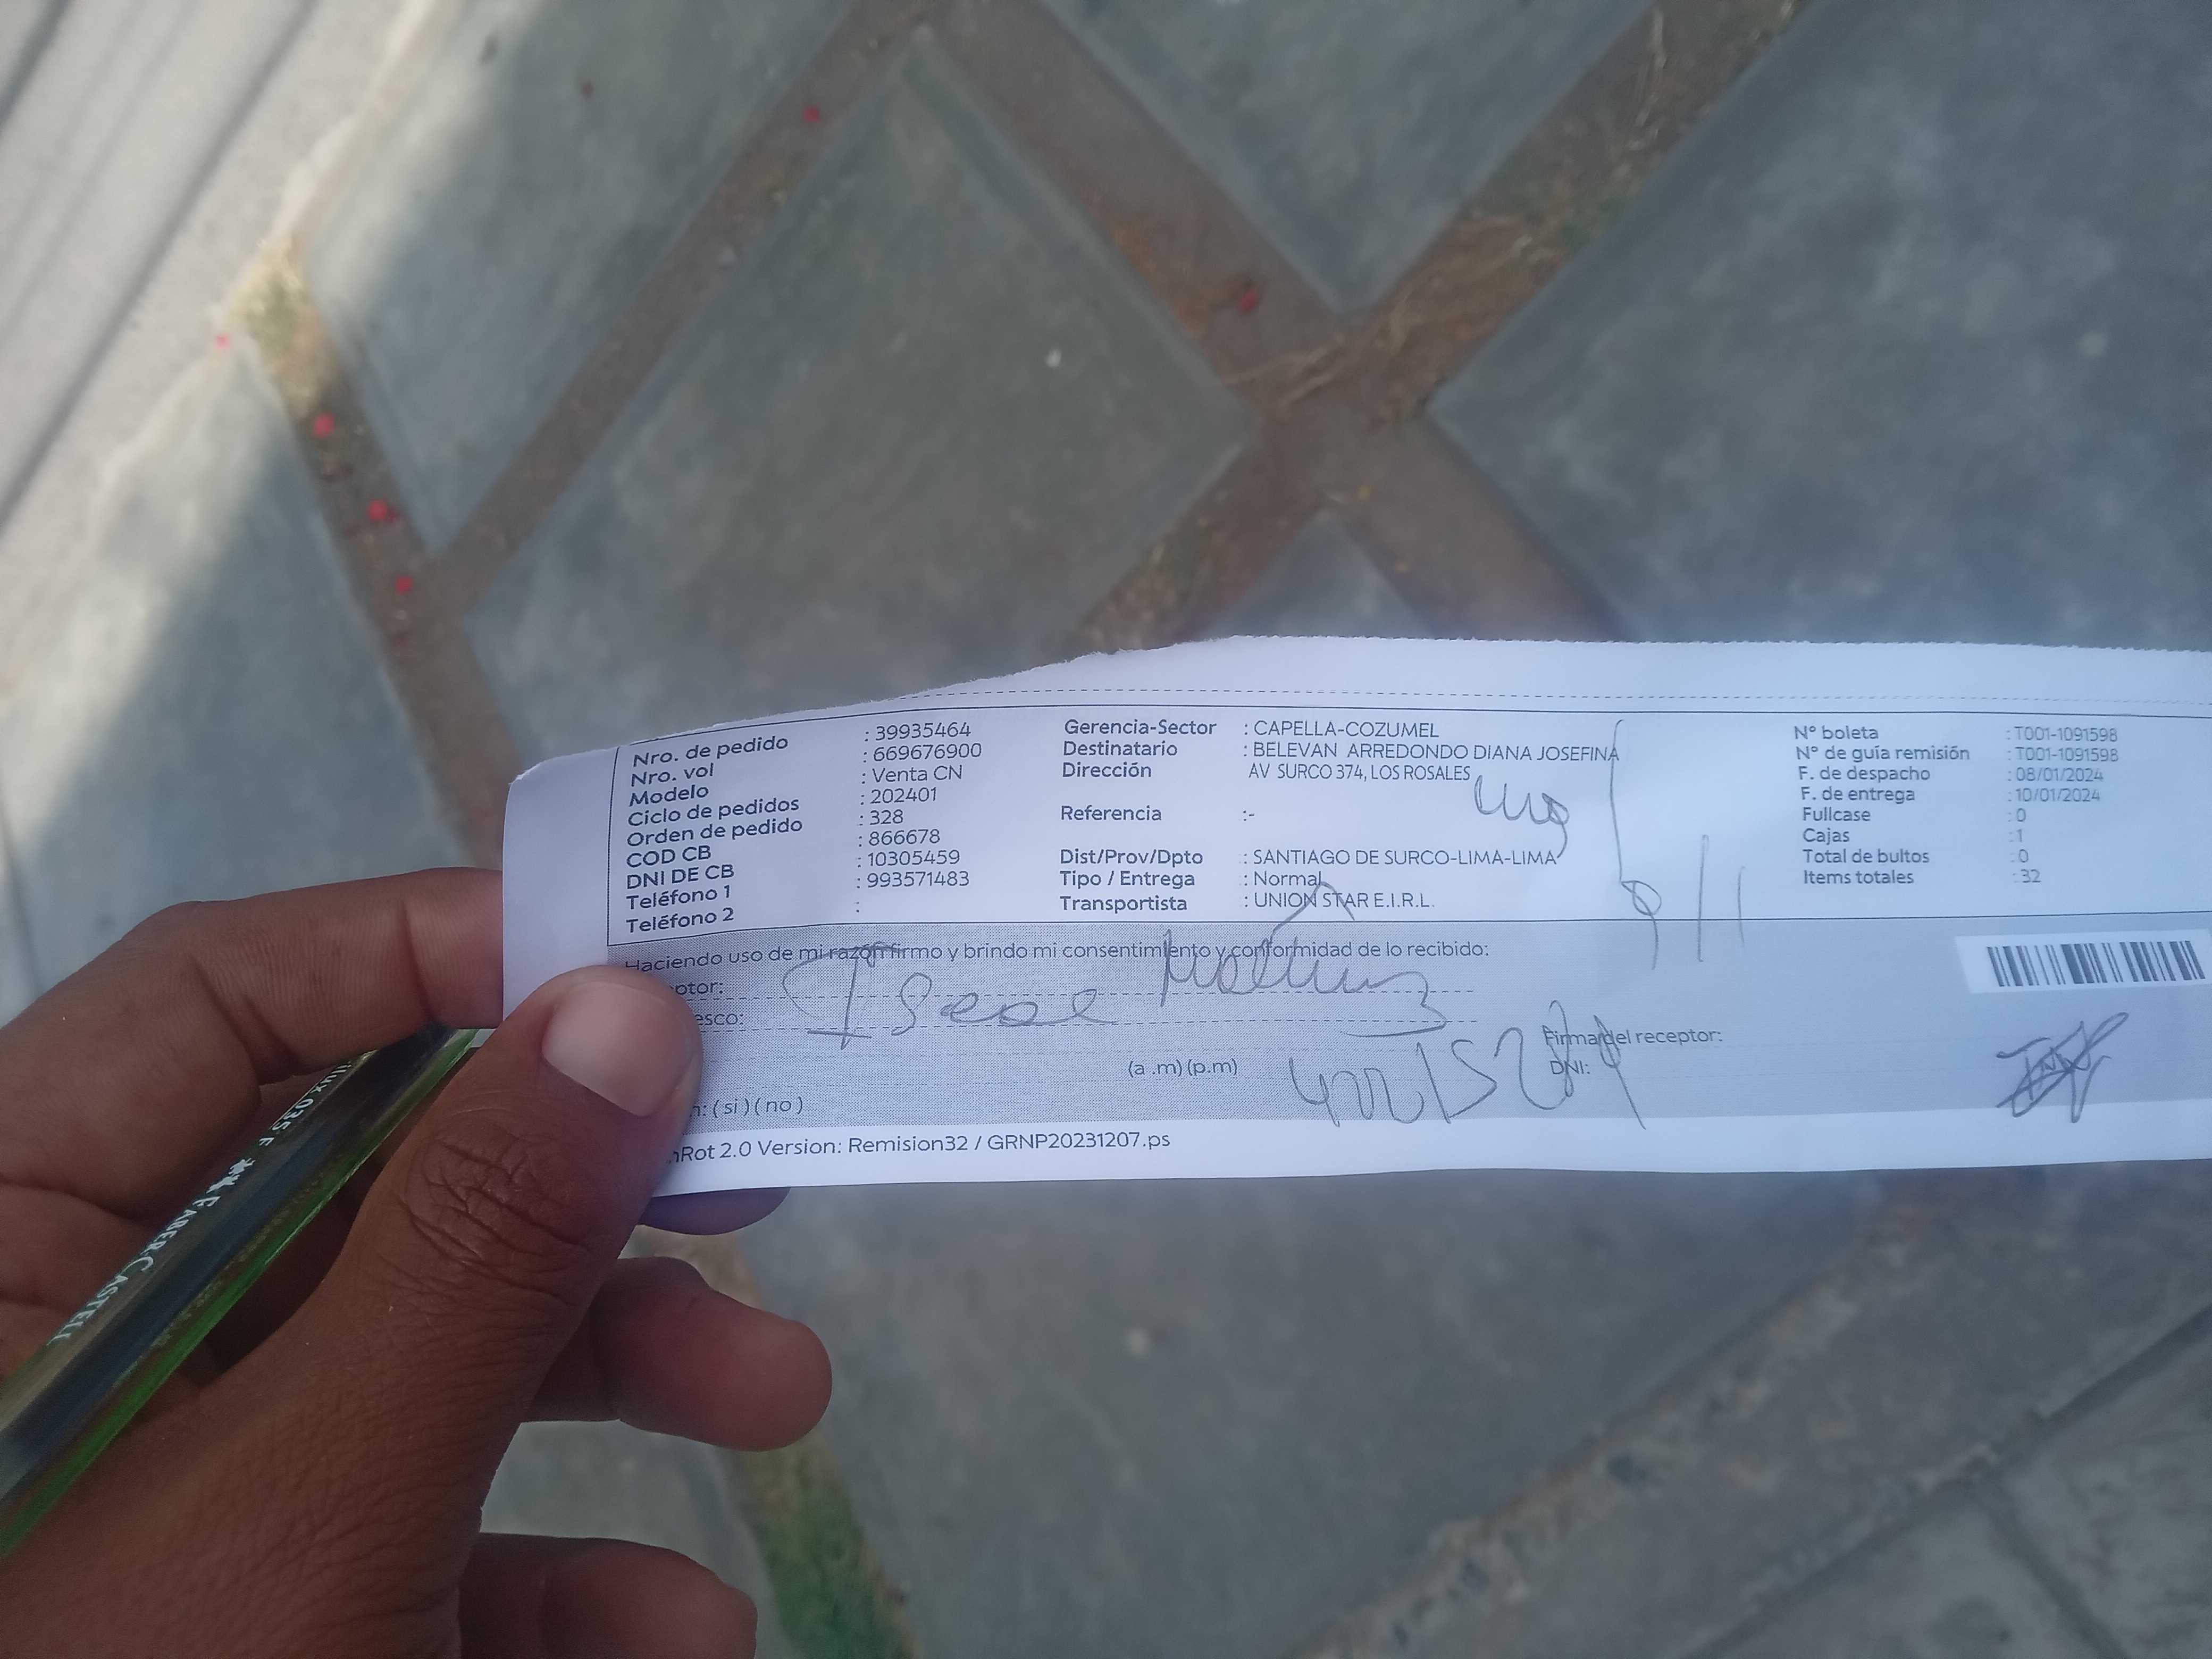 Nro. de pedido : 39935464
Nro. vol : 669676900
Modelo : Venta CN
Ciclo de pedidos : 202401
Orden de pedido : 328
COD CB : 866678
DNI DE CB : 10305459
Teléfono 1 : 993571483
Teléfono 2 :
Gerencia-Sector : CAPELLA-COZUMEL
Destinatario : BELEVAN ARREDONDO DIANA JOSEFINA
Dirección AV SURCO 374, LOS ROSALES
Referencia :-
Dist/Prov/Dpto : SANTIAGO DE SURCO-LIMA-LIMA
Tipo / Entrega : Normal
Transportista : UNION STAR E.I.R.L.
N° boleta : T001-1091598
N° de guía remisión : T001-1091598
F. de despacho : 08/01/2024
F. de entrega : 10/01/2024
Fullcase : 0
Cajas : 1
Total de bultos : 0
Items totales : 32
Haciendo uso de mi razón firmo y brindo mi consentimiento y conformidad de lo recibido:
ptor:
esco:
Firma del receptor:
(a .m) (p.m) DNI:
n: ( si ) ( no )
nRot 2.0 Version: Remision32 / GRNP20231207.ps
FABER-CASTELL